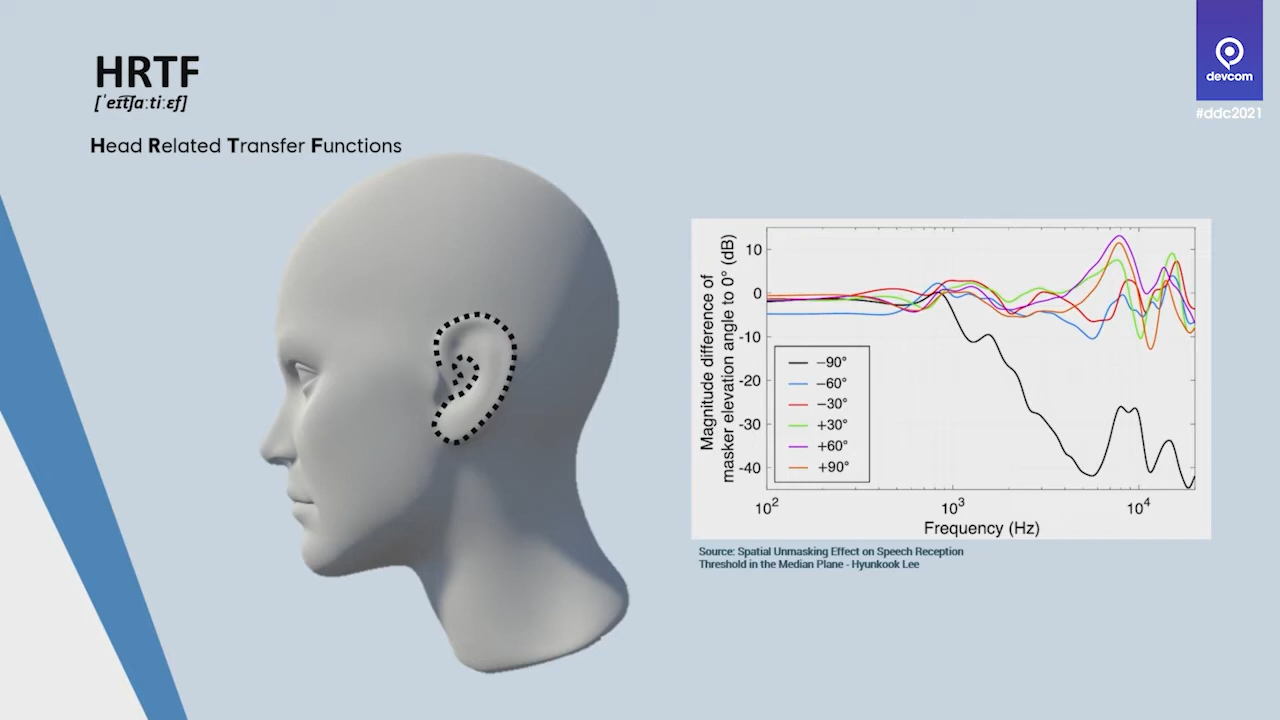 HRTF
[ˈeɪt͡ʃɑːtiːɛf]
Head Related Transfer Functions
devcom
#ddc2021
Magnitude difference of
masker elevation angle to 0° (dB)
10
0
-10
-20
-30
-40
−90°
−60°
−30°
+30°
+60°
+90°
10²
10³
10⁴
Frequency (Hz)
Source: Spatial Unmasking Effect on Speech Reception
Threshold in the Median Plane - Hyunkook Lee